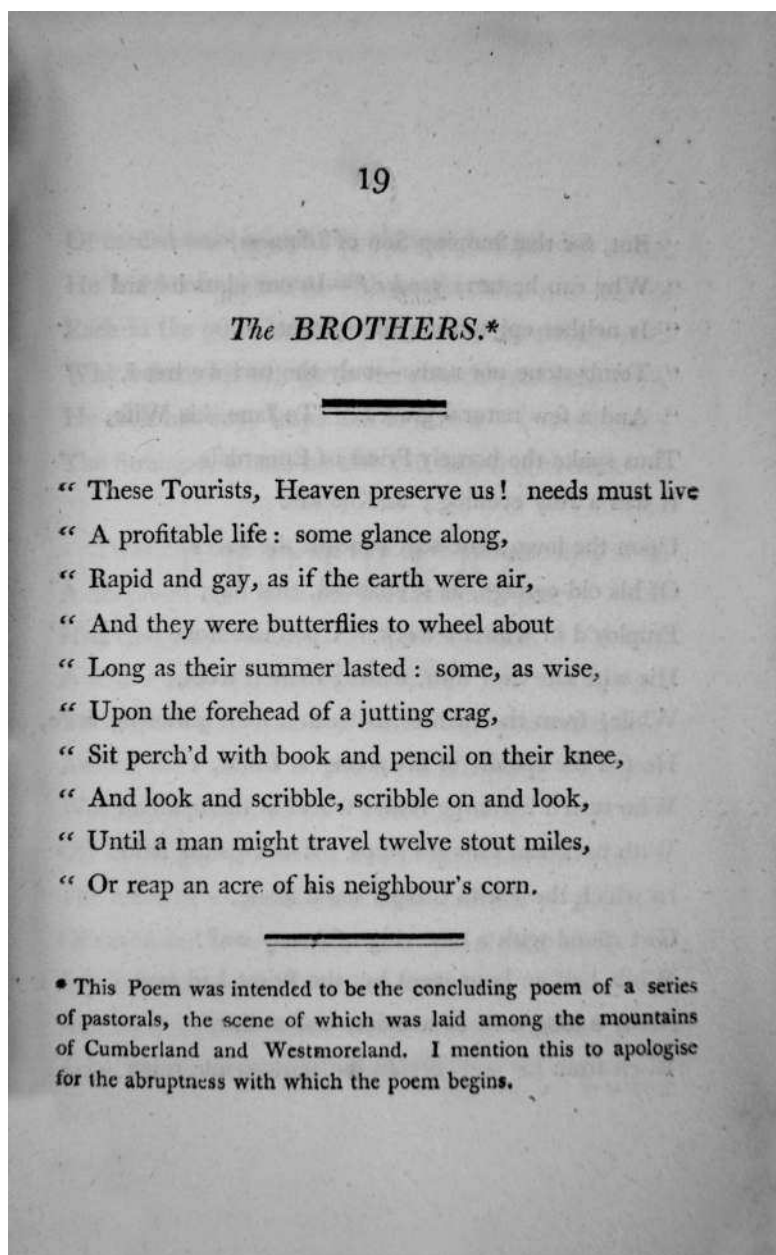 19
The BROTHERS.*
“ These Tourists, Heaven preserve us! needs must live
“ A profitable life : some glance along,
“ Rapid and gay, as if the earth were air,
“ And they were butterflies to wheel about
“ Long as their summer lasted : some, as wise,
“ Upon the forehead of a jutting crag,
“ Sit perch'd with book and pencil on their knee,
“ And look and scribble, scribble on and look,
“ Until a man might travel twelve stout miles,
“ Or reap an acre of his neighbour's corn.
* This Poem was intended to be the concluding poem of a series
of pastorals, the scene of which was laid among the mountains
of Cumberland and Westmoreland. I mention this to apologise
for the abruptness with which the poem begins.